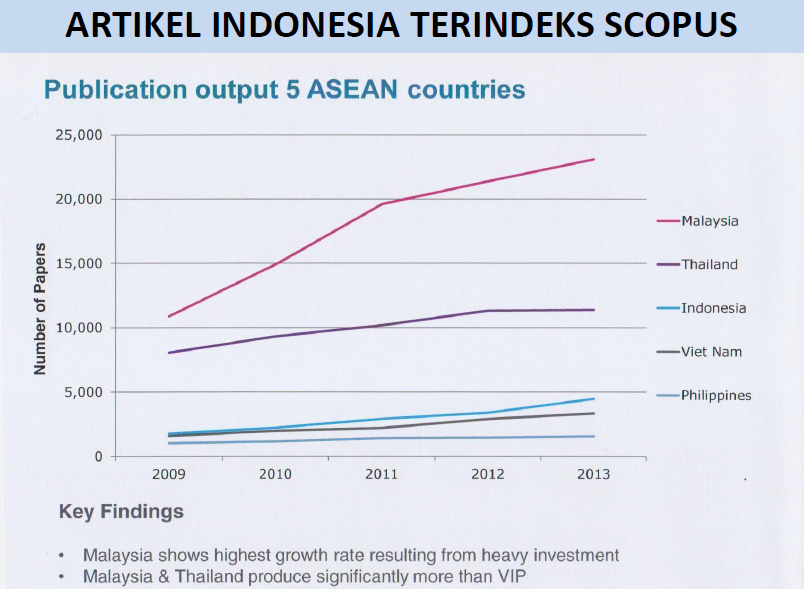 ARTIKEL INDONESIA TERINDEKS SCOPUS
Publication output 5 ASEAN countries
25,000
20,000
15,000
10,000
5,000
0
Number of Papers
2009 2010 2011 2012 2013
Malaysia
Thailand
Indonesia
Viet Nam
Philippines
Key Findings
• Malaysia shows highest growth rate resulting from heavy investment
• Malaysia & Thailand produce significantly more than VIP